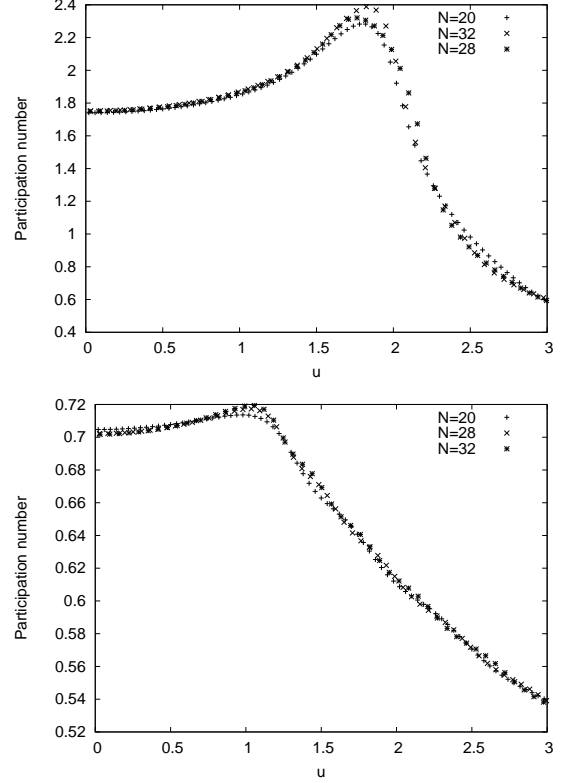 2.4
2.2
2
1.8
1.6
1.4
1.2
1
0.8
0.6
0.4
Participation number
N=20
N=32
N=28
0 0.5 1 1.5 2 2.5 3
u
0.72
0.7
0.68
0.66
0.64
0.62
0.6
0.58
0.56
0.54
0.52
Participation number
N=20
N=28
N=32
0 0.5 1 1.5 2 2.5 3
u